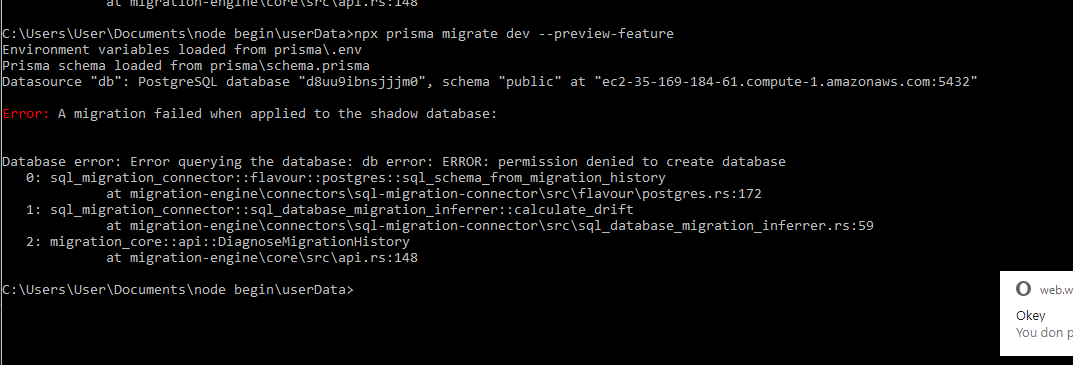 at migration-engine\core\src\api.rs:148
C:\Users\User\Documents\node begin\userData>npx prisma migrate dev --preview-feature
Environment variables loaded from prisma\.env
Prisma schema loaded from prisma\schema.prisma
Datasource "db": PostgreSQL database "d8uu9ibnsjjjm0", schema "public" at "ec2-35-169-184-61.compute-1.amazonaws.com:5432"
Error: A migration failed when applied to the shadow database:
Database error: Error querying the database: db error: ERROR: permission denied to create database
0: sql_migration_connector::flavour::postgres::sql_schema_from_migration_history
at migration-engine\connectors\sql-migration-connector\src\flavour\postgres.rs:172
1: sql_migration_connector::sql_database_migration_inferrer::calculate_drift
at migration-engine\connectors\sql-migration-connector\src\sql_database_migration_inferrer.rs:59
2: migration_core::api::DiagnoseMigrationHistory
at migration-engine\core\src\api.rs:148
C:\Users\User\Documents\node begin\userData>
web.w
Okey
You don p